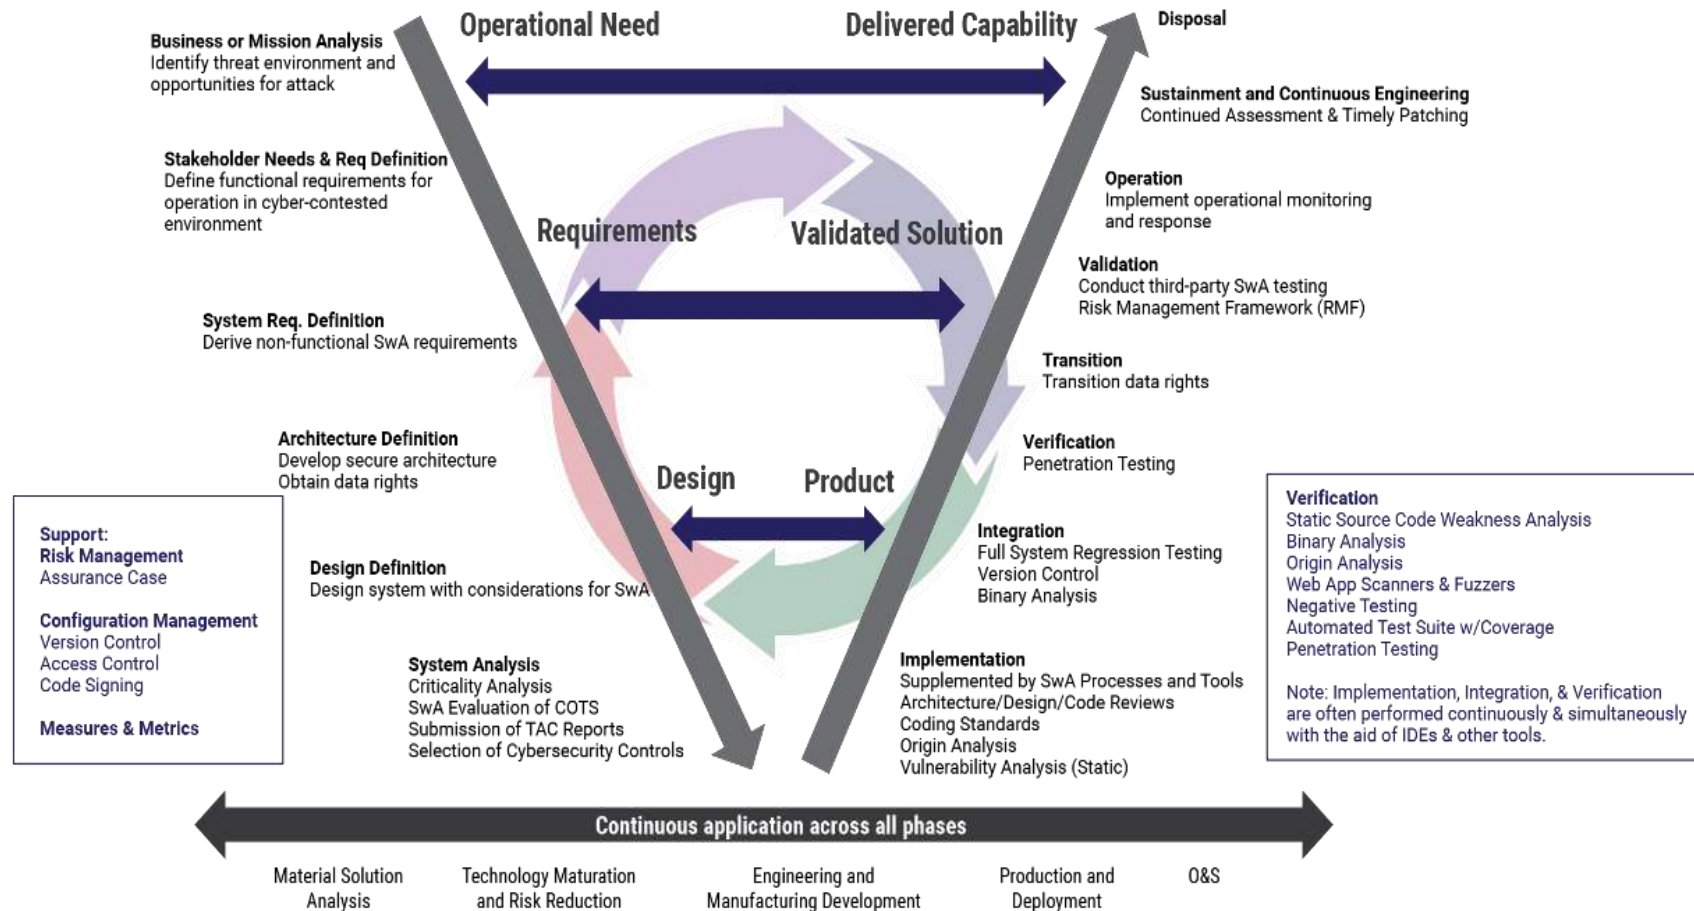 Operational Need
Delivered Capability
Disposal
Business or Mission Analysis
Identify threat environment and
opportunities for attack
Sustainment and Continuous Engineering
Continued Assessment & Timely Patching
Stakeholder Needs & Req Definition
Define functional requirements for
operation in cyber-contested
environment
Operation
Implement operational monitoring
and response
Requirements
Validated Solution
Validation
Conduct third-party SwA testing
Risk Management Framework (RMF)
System Req. Definition
Derive non-functional SwA requirements
Transition
Transition data rights
Architecture Definition
Develop secure architecture
Obtain data rights
Verification
Penetration Testing
Design
Product
Support:
Risk Management
Assurance Case
Configuration Management
Version Control
Access Control
Code Signing
Measures & Metrics
Design Definition
Design system with considerations for SwA
Integration
Full System Regression Testing
Version Control
Binary Analysis
Verification
Static Source Code Weakness Analysis
Binary Analysis
Origin Analysis
Web App Scanners & Fuzzers
Negative Testing
Automated Test Suite w/Coverage
Penetration Testing
Note: Implementation, Integration, & Verification
are often performed continuously & simultaneously
with the aid of IDEs & other tools.
System Analysis
Criticality Analysis
SwA Evaluation of COTS
Submission of TAC Reports
Selection of Cybersecurity Controls
Implementation
Supplemented by SwA Processes and Tools
Architecture/Design/Code Reviews
Coding Standards
Origin Analysis
Vulnerability Analysis (Static)
Continuous application across all phases
Material Solution
Analysis
Technology Maturation
and Risk Reduction
Engineering and
Manufacturing Development
Production and
Deployment
O&S